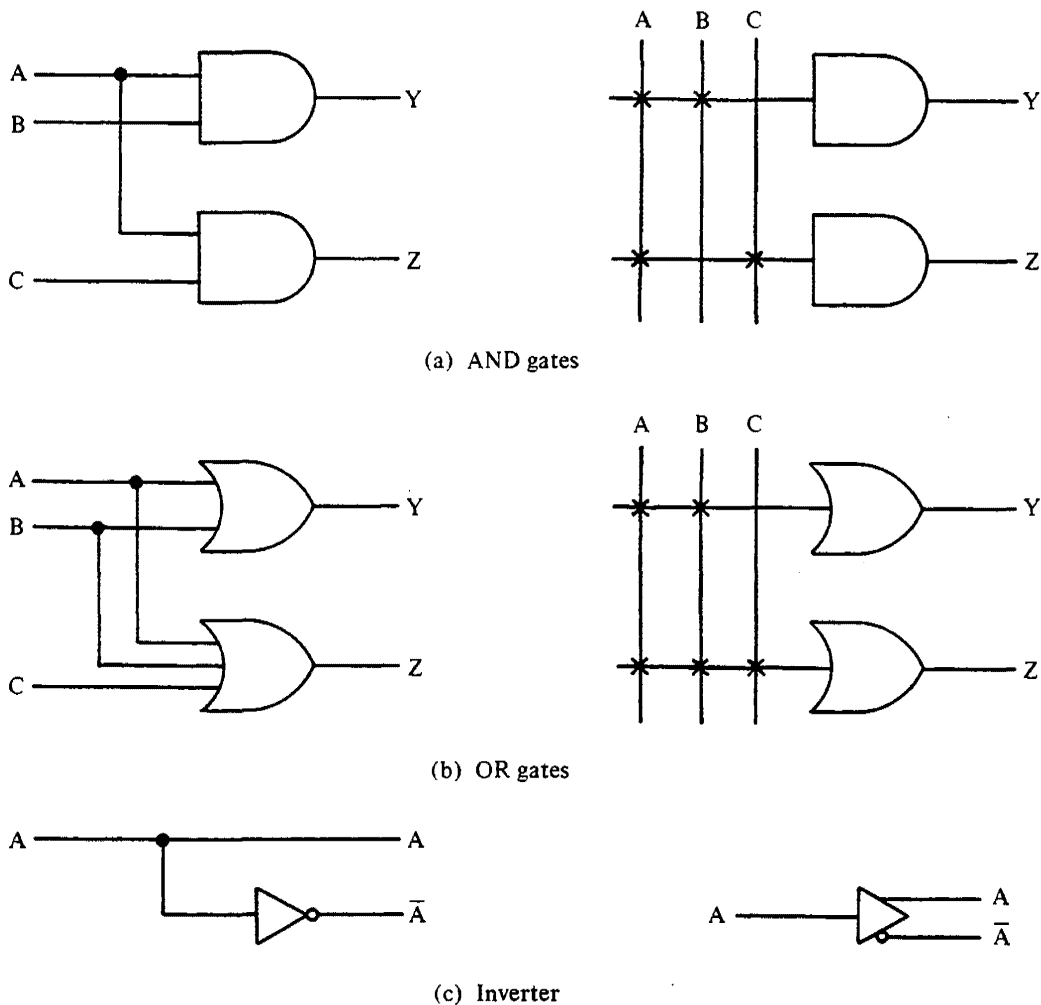 A B C
A
B
Y
Y
C
Z
Z
(a) AND gates
A B C
A
B
Y
Y
C
Z
Z
(b) OR gates
A
A
A̅
A
A
A̅
(c) Inverter